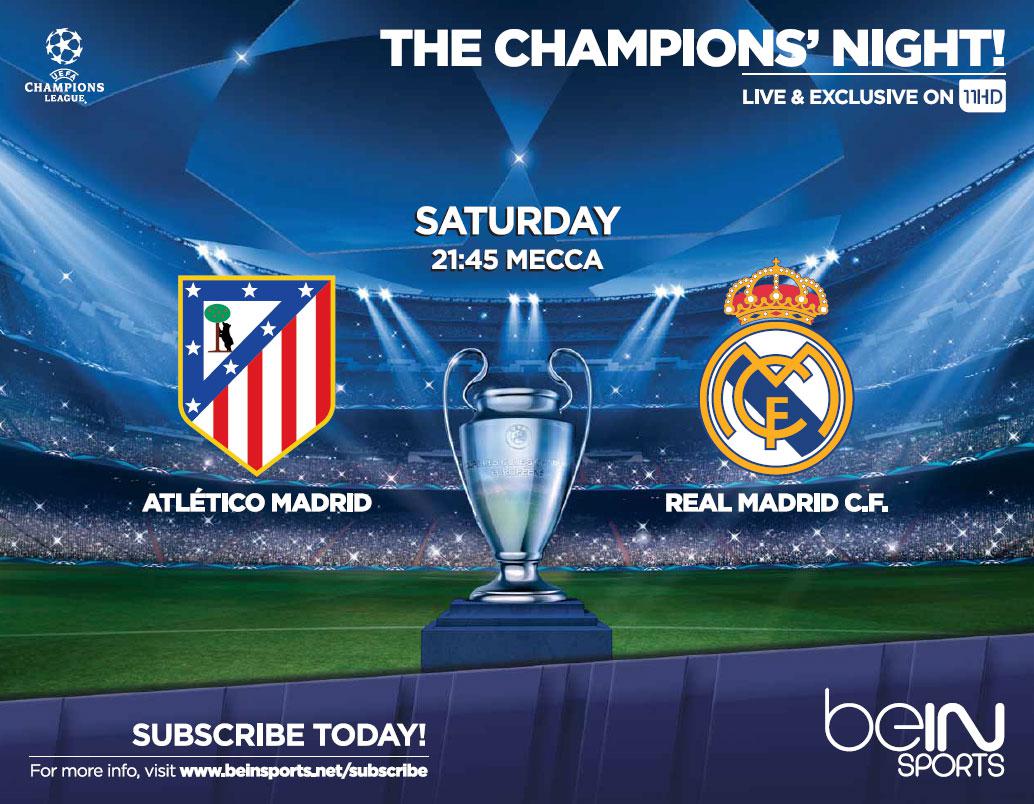 THE CHAMPIONS' NIGHT!
UEFA
CHAMPIONS
LEAGUE
LIVE & EXCLUSIVE ON 11HD
SATURDAY
21:45 MECCA
ATLÉTICO MADRID
REAL MADRID C.F.
SUBSCRIBE TODAY!
For more info, visit www.beinsports.net/subscribe
beIN
SPORTS